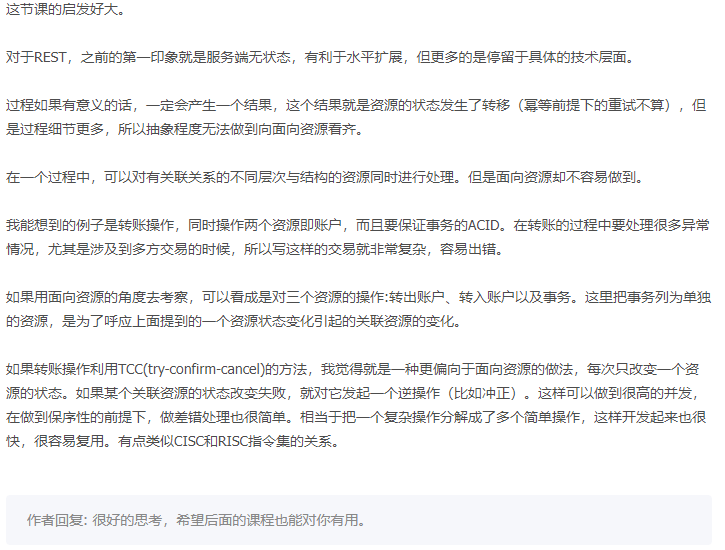 这节课的启发好大。
对于REST，之前的第一印象就是服务端无状态，有利于水平扩展，但更多的是停留于具体的技术层面。
过程如果有意义的话，一定会产生一个结果，这个结果就是资源的状态发生了转移（幂等前提下的重试不算），但
是过程细节更多，所以抽象程度无法做到向面向资源看齐。
在一个过程中，可以对有关联关系的不同层次与结构的资源同时进行处理。但是面向资源却不容易做到。
我能想到的例子是转账操作，同时操作两个资源即账户，而且要保证事务的ACID。在转账的过程中要处理很多异常
情况，尤其是涉及到多方交易的时候，所以写这样的交易就非常复杂，容易出错。
如果用面向资源的角度去考察，可以看成是对三个资源的操作:转出账户、转入账户以及事务。这里把事务列为单独
的资源，是为了呼应上面提到的一个资源状态变化引起的关联资源的变化。
如果转账操作利用TCC(try-confirm-cancel)的方法，我觉得就是一种更偏向于面向资源的做法，每次只改变一个资
源的状态。如果某个关联资源的状态改变失败，就对它发起一个逆操作（比如冲正）。这样可以做到很高的并发，
在做到保序性的前提下，做差错处理也很简单。相当于把一个复杂操作分解成了多个简单操作，这样开发起来也很
快，很容易复用。有点类似CISC和RISC指令集的关系。
作者回复: 很好的思考，希望后面的课程也能对你有用。